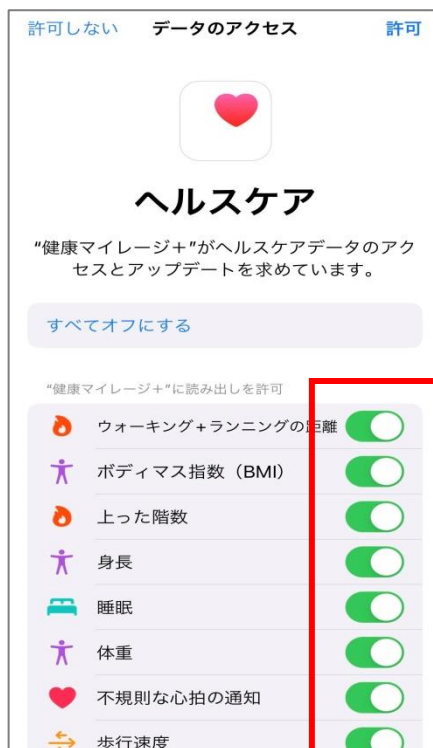 許可しない データのアクセス 許可
ヘルスケア
“健康マイレージ+”がヘルスケアデータのアク
セスとアップデートを求めています。
すべてオフにする
“健康マイレージ+”に読み出しを許可
ウォーキング+ランニングの距離
ボディマス指数（BMI）
上った階数
身長
睡眠
体重
不規則な心拍の通知
歩行速度